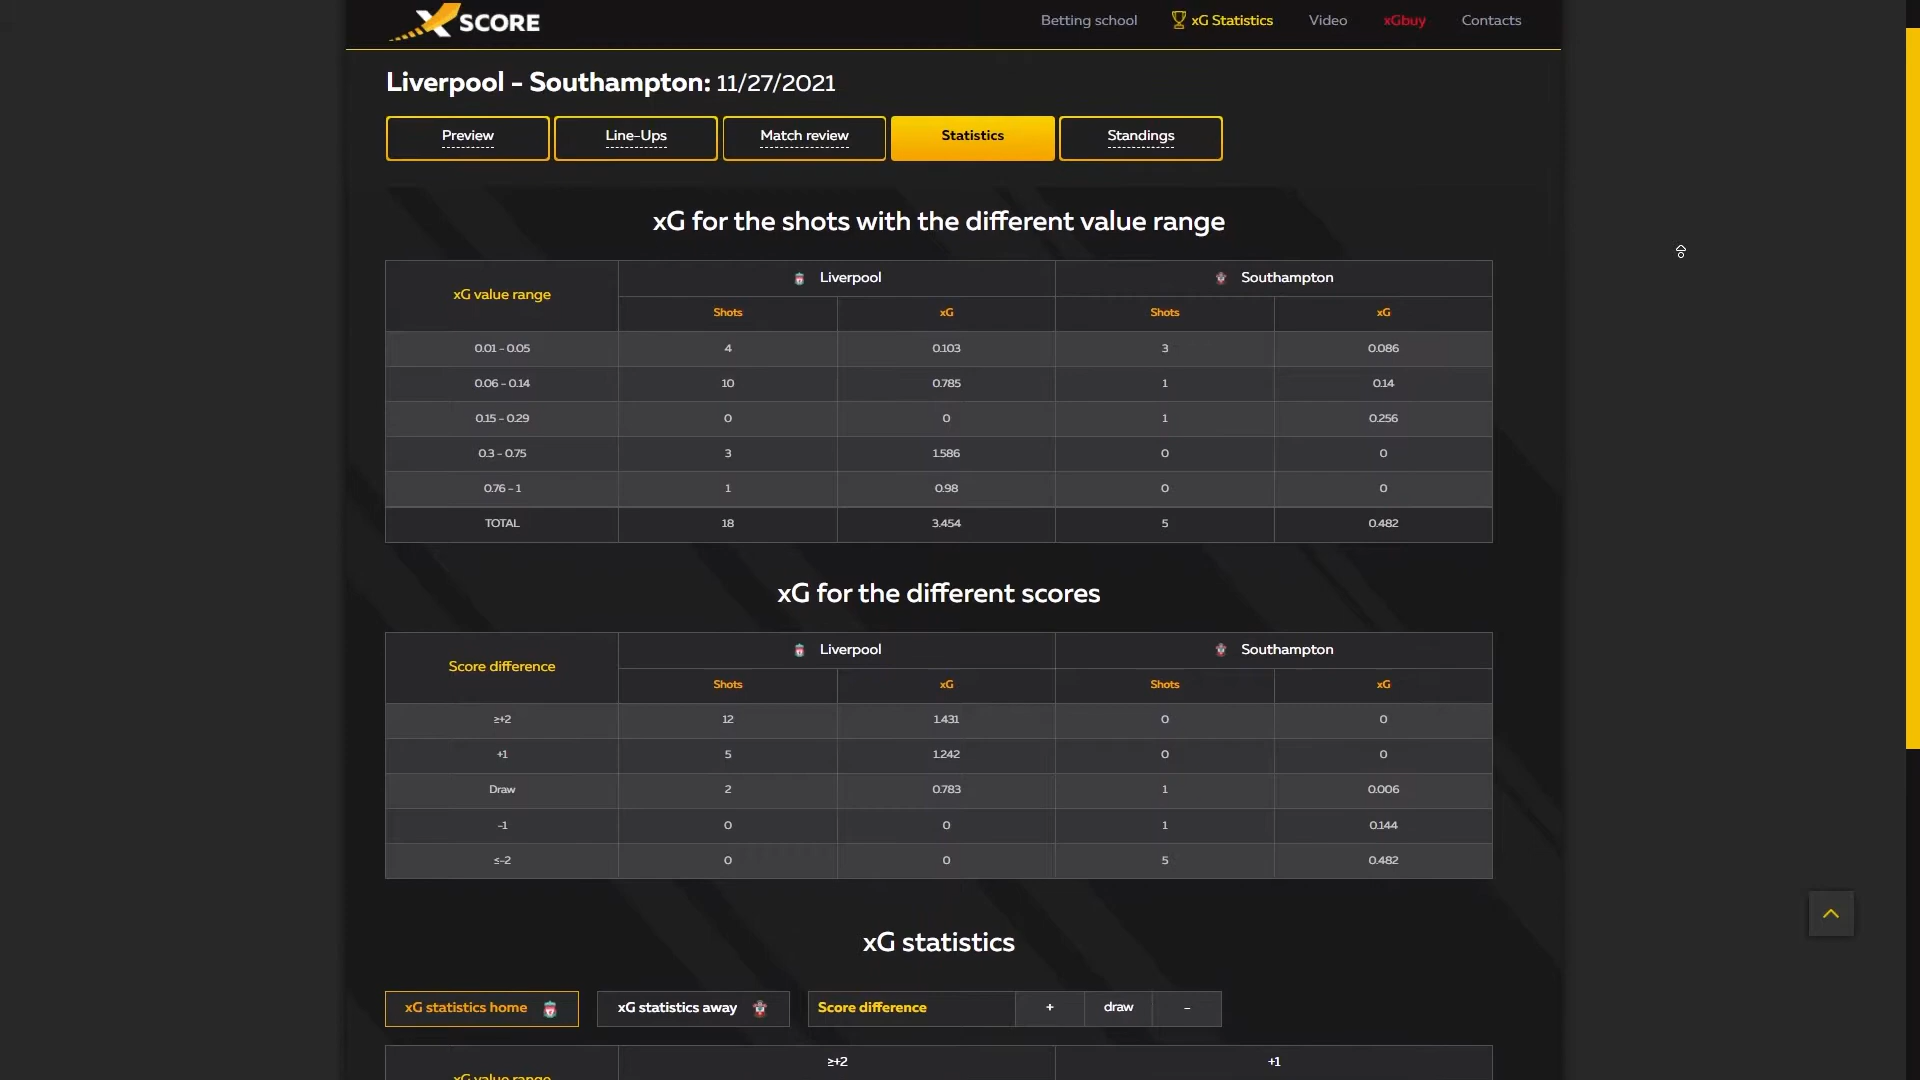 XSCORE
Betting school
xG Statistics
Video
xGbuy
Contacts
Liverpool - Southampton: 11/27/2021
Preview
Line-Ups
Match review
Statistics
Standings
xG for the shots with the different value range
xG value range
Liverpool
Southampton
Shots xG Shots xG
0.01 - 0.05 4 0.103 3 0.086
0.06 - 0.14 10 0.785 1 0.14
0.15 - 0.29 0 0 1 0.256
0.3 - 0.75 3 1.586 0 0
0.76 - 1 1 0.98 0 0
TOTAL 18 3.454 5 0.482
xG for the different scores
Score difference
Liverpool
Southampton
Shots xG Shots xG
≥+2 12 1.431 0 0
+1 5 1.242 0 0
Draw 2 0.783 1 0.006
-1 0 0 1 0.144
≤-2 0 0 5 0.482
xG statistics
xG statistics home
xG statistics away
Score difference + draw -
≥+2 +1
xG value range